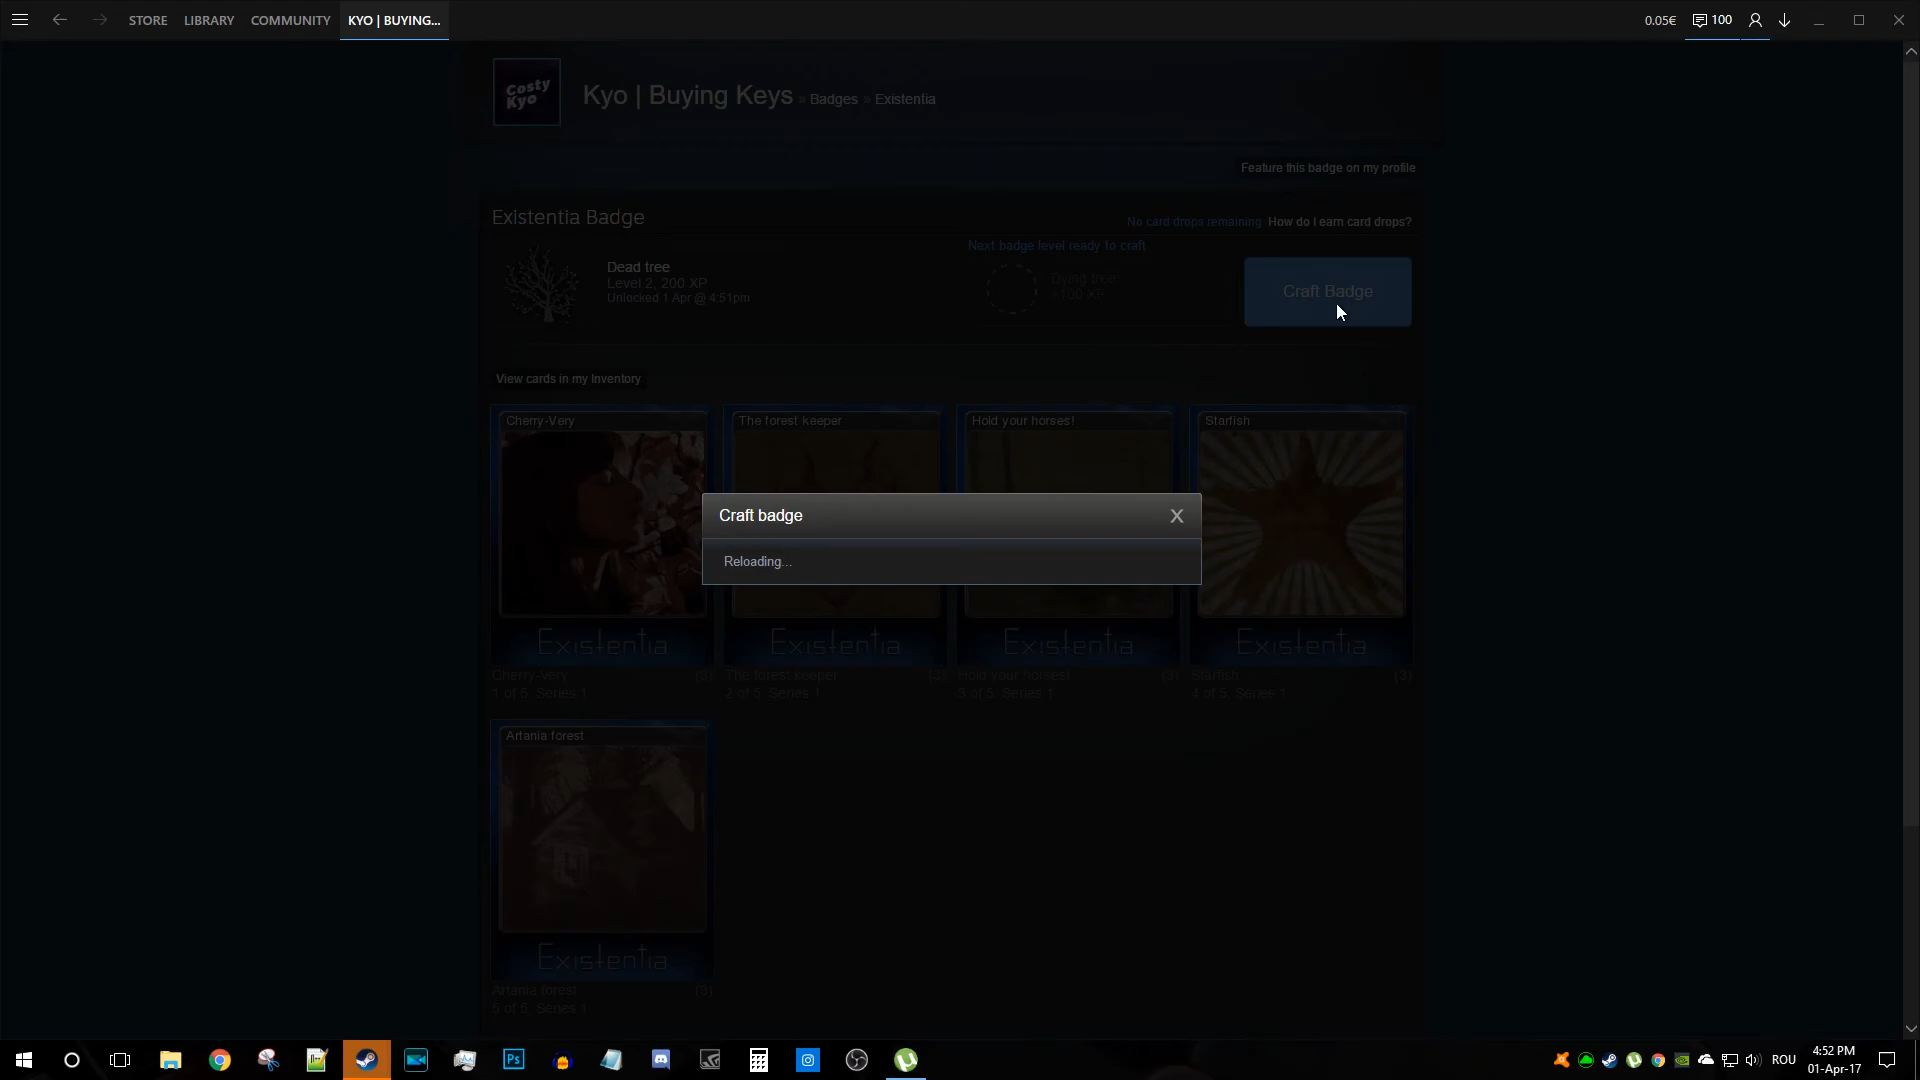 STORE LIBRARY COMMUNITY KYO | BUYING... 0.05€ 100
Costy
Kyo
Kyo | Buying Keys » Badges » Existentia
Feature this badge on my profile
Existentia Badge
No card drops remaining How do I earn card drops?
Next badge level ready to craft
Dead tree
Level 2, 200 XP
Unlocked 1 Apr @ 4:51pm
Dying tree
+100 XP
Craft Badge
View cards in my Inventory
Cherry-Very The forest keeper Hold your horses! Starfish
Craft badge X
Reloading...
Existentia Existentia Existentia Existentia
Cherry-Very (3) The forest keeper (3) Hold your horses! (3) Starfish (3)
1 of 5, Series 1 2 of 5, Series 1 3 of 5, Series 1 4 of 5, Series 1
Artania forest
Existentia
Artania forest (3)
5 of 5, Series 1
Ps ROU 4:52 PM
01-Apr-17